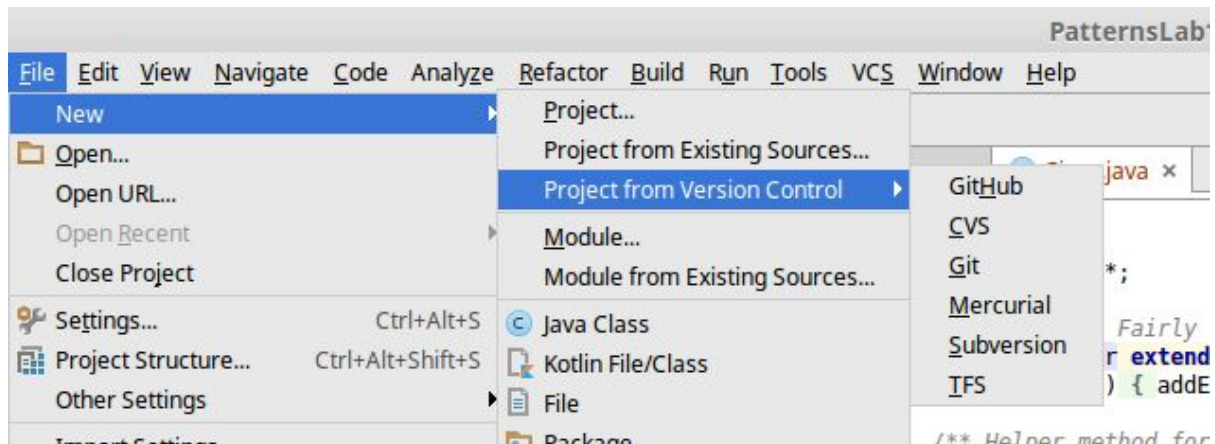 PatternsLab
File Edit View Navigate Code Analyze Refactor Build Run Tools VCS Window Help
New
Open...
Open URL...
Open Recent
Close Project
Settings... Ctrl+Alt+S
Project Structure... Ctrl+Alt+Shift+S
Other Settings
Import Settings
Project...
Project from Existing Sources...
Project from Version Control
Module...
Module from Existing Sources...
Java Class
Kotlin File/Class
File
Package
GitHub
CVS
Git
Mercurial
Subversion
TFS
.java ×
*;
Fairly
r extend
) { addE
/** Helper method for